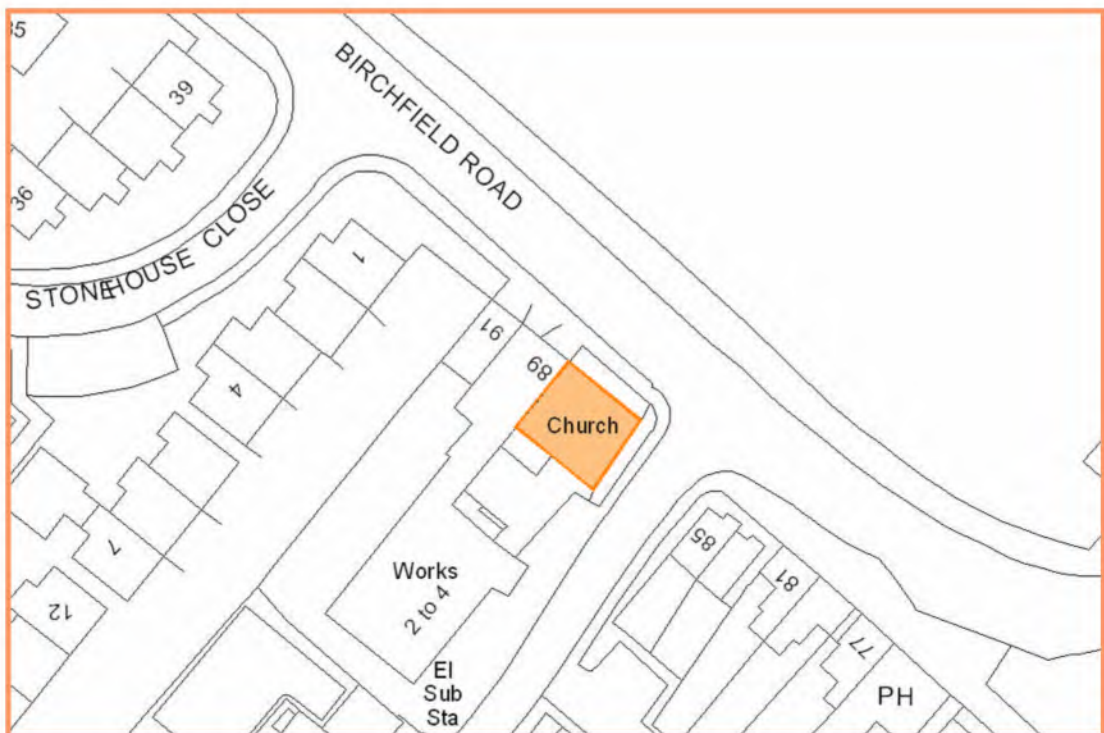 35
39
36
BIRCHFIELD ROAD
STONEHOUSE CLOSE
1
4
7
12
91
89
Church
Works
2 to 4
El
Sub
Sta
85
81
77
PH